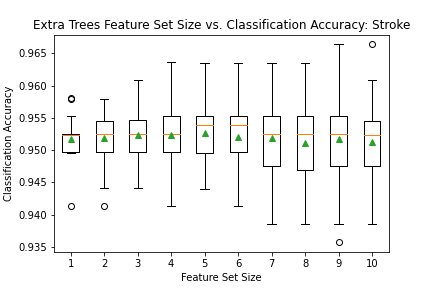 Extra Trees Feature Set Size vs. Classification Accuracy: Stroke
0.965
0.960
0.955
0.950
0.945
0.940
0.935
Classification Accuracy
1 2 3 4 5 6 7 8 9 10
Feature Set Size